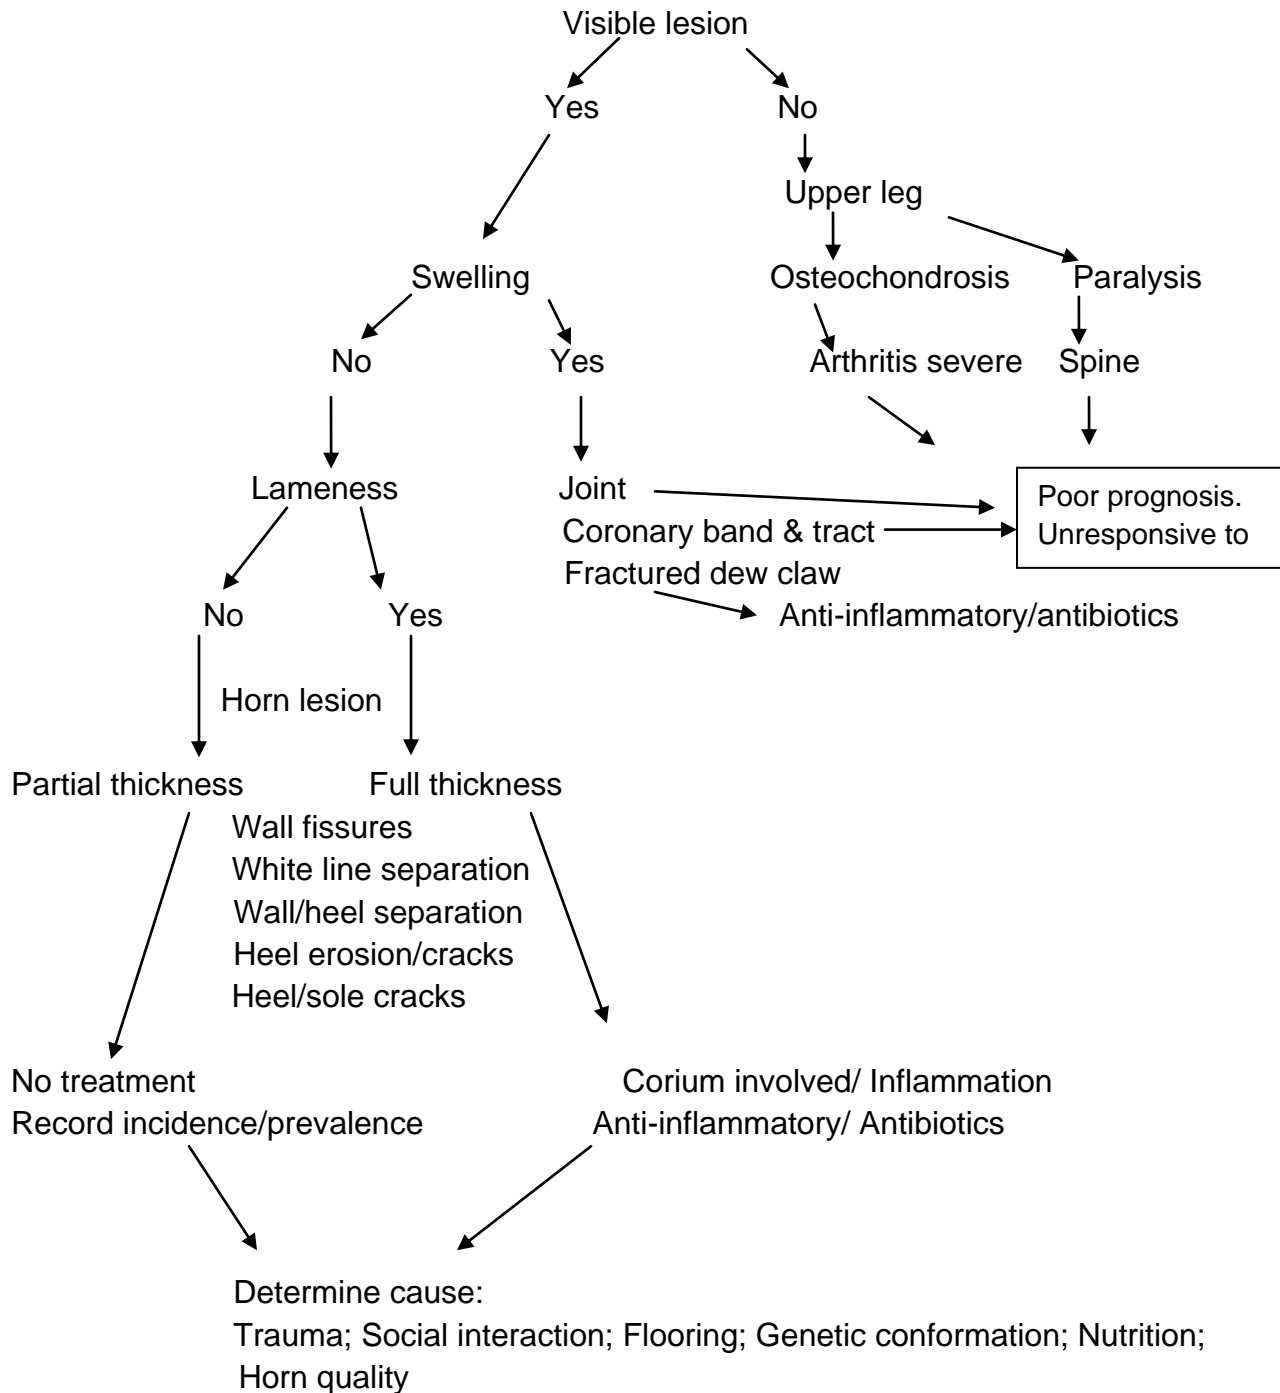 Visible lesion
Yes
No
Upper leg
Swelling
Osteochondrosis
Paralysis
No
Yes
Arthritis severe
Spine
Lameness
Joint
Poor prognosis.
Coronary band & tract
Unresponsive to
Fractured dew claw
No
Yes
Anti-inflammatory/antibiotics
Horn lesion
Partial thickness
Full thickness
Wall fissures
White line separation
Wall/heel separation
Heel erosion/cracks
Heel/sole cracks
No treatment
Corium involved/ Inflammation
Record incidence/prevalence
Anti-inflammatory/ Antibiotics
Determine cause:
Trauma; Social interaction; Flooring; Genetic conformation; Nutrition;
Horn quality